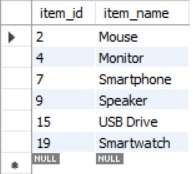 item_id item_name
2 Mouse
4 Monitor
7 Smartphone
9 Speaker
15 USB Drive
19 Smartwatch
NULL NULL